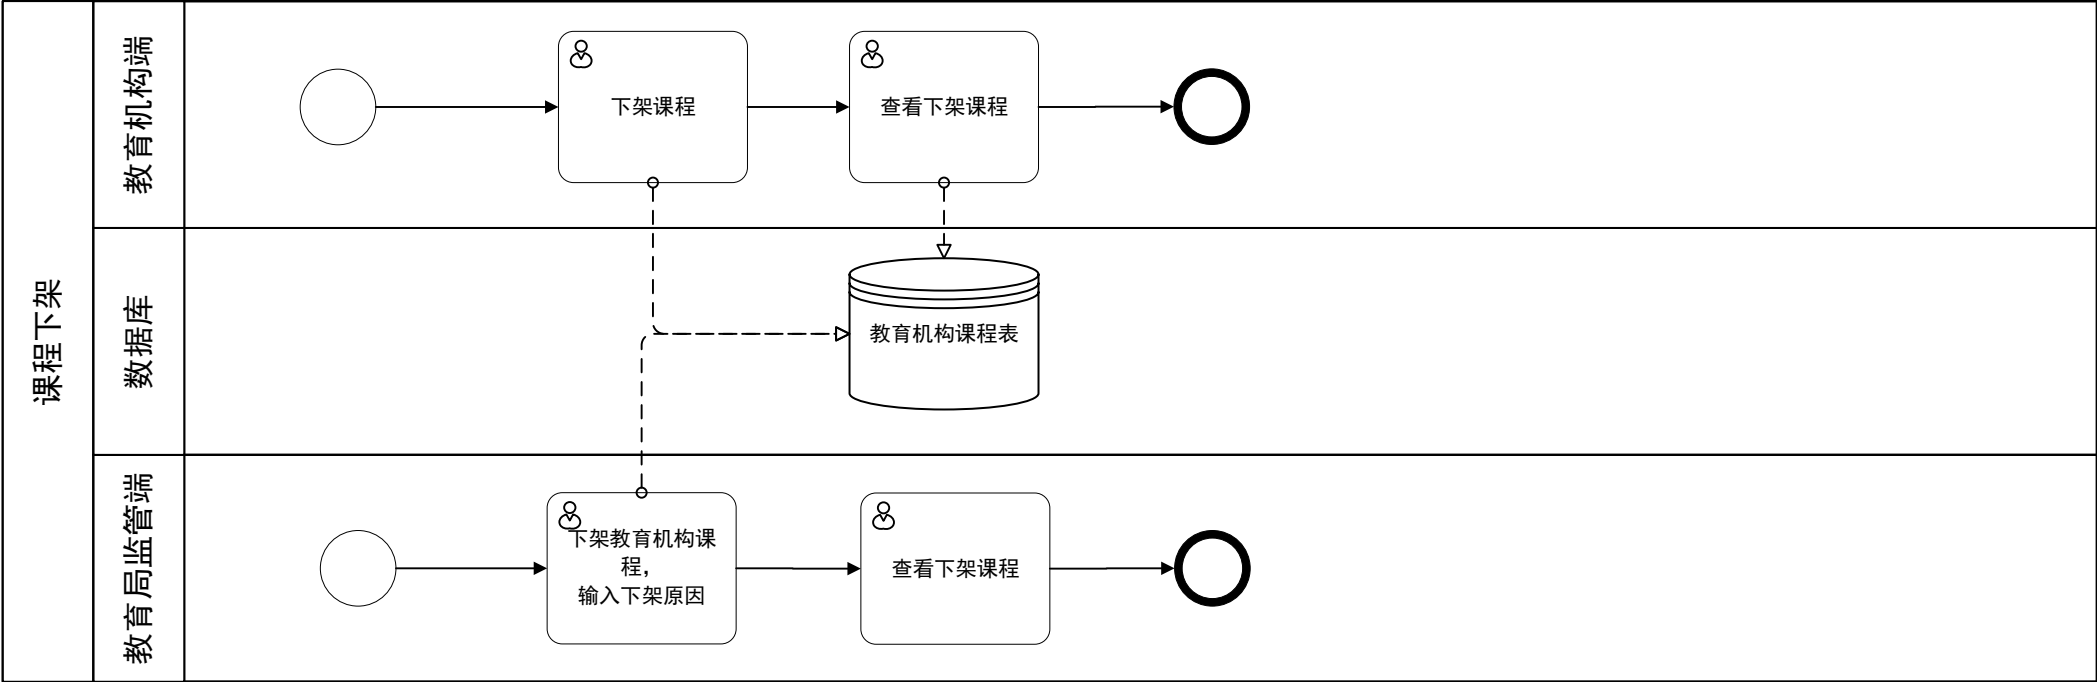 课程下架
教育机构端
下架课程
查看下架课程
数据库
教育机构课程表
教育局监管端
下架教育机构课
程，
输入下架原因
查看下架课程